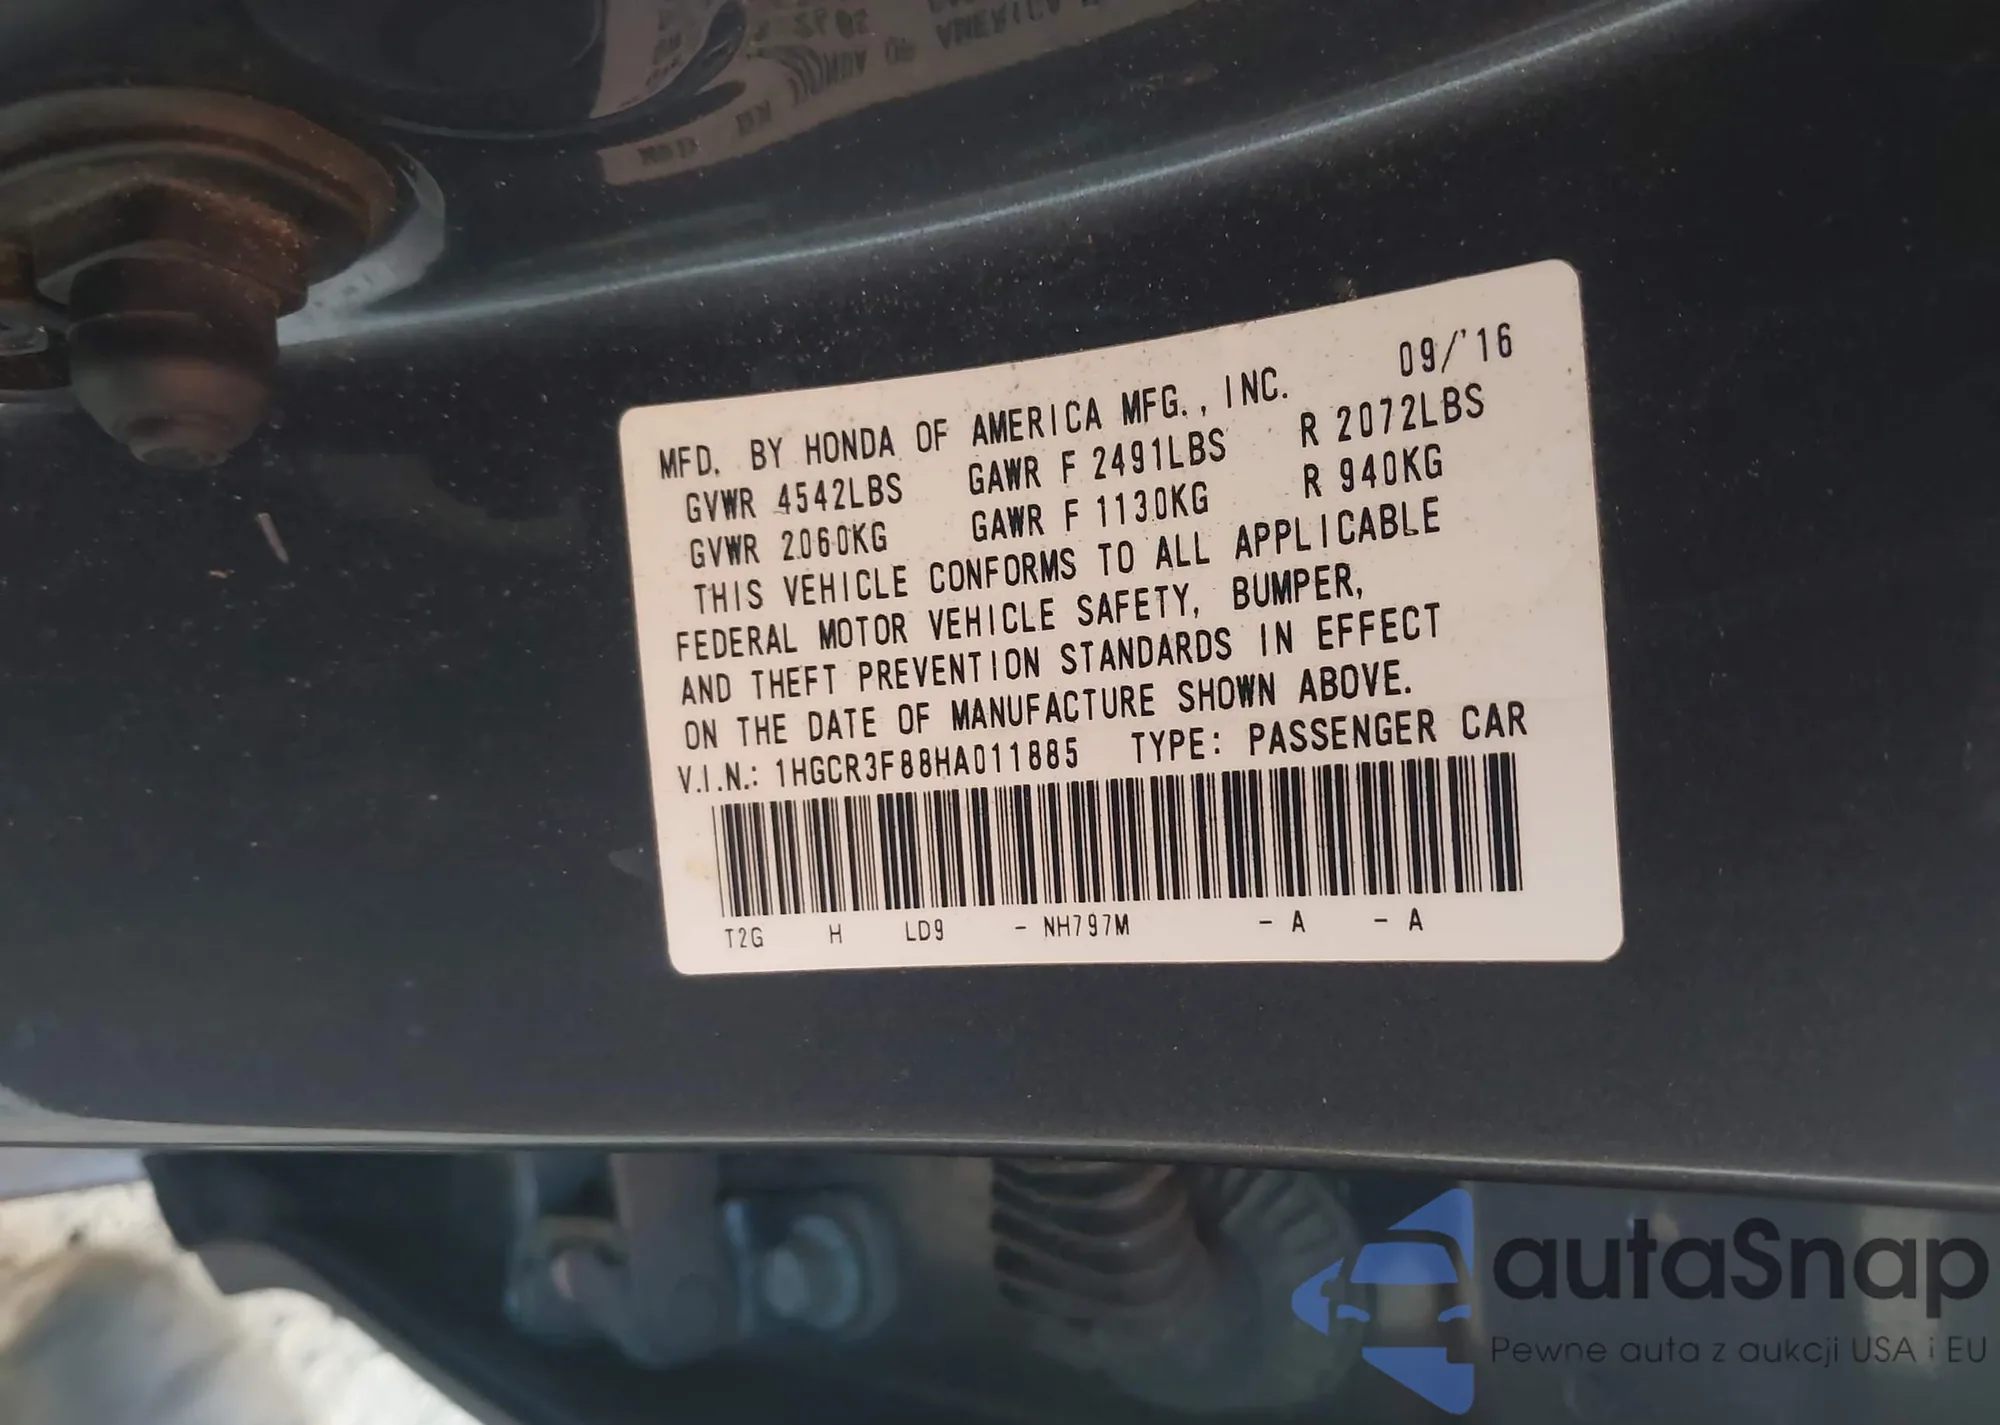 09/'16
MFD. BY HONDA OF AMERICA MFG., INC.
GVWR 4542LBS GAWR F 2491LBS R 2072LBS
GVWR 2060KG GAWR F 1130KG R 940KG
THIS VEHICLE CONFORMS TO ALL APPLICABLE
FEDERAL MOTOR VEHICLE SAFETY, BUMPER,
AND THEFT PREVENTION STANDARDS IN EFFECT
ON THE DATE OF MANUFACTURE SHOWN ABOVE.
V.I.N.: 1HGCR3F88HA011885 TYPE: PASSENGER CAR
T2G H LD9 - NH797M - A - A
autaSnap
Pewne auta z aukcji USA i EU